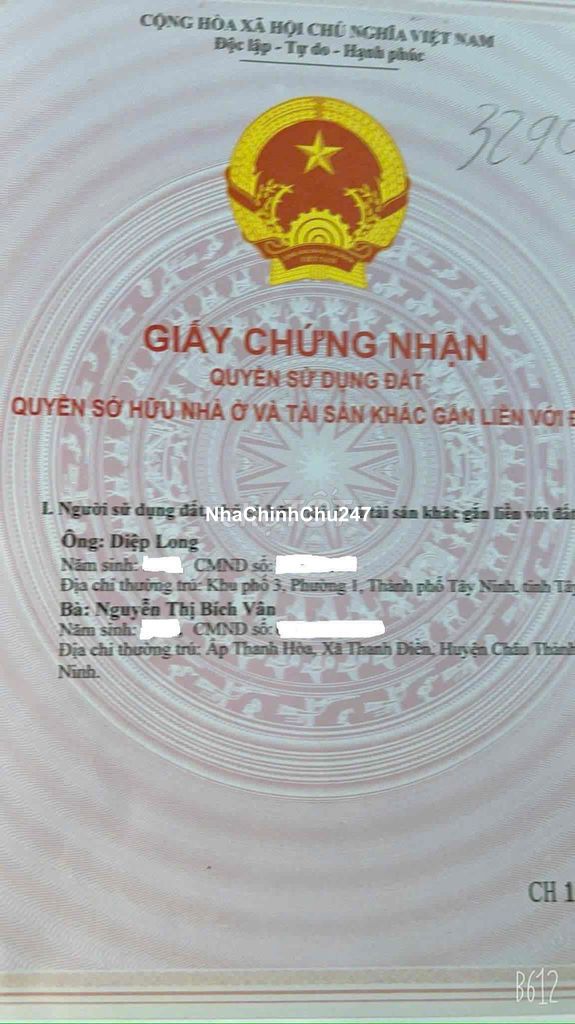 CỘNG HÒA XÃ HỘI CHỦ NGHĨA VIỆT NAM
Độc lập - Tự do - Hạnh phúc
3290
GIẤY CHỨNG NHẬN
QUYỀN SỬ DỤNG ĐẤT
QUYỀN SỞ HỮU NHÀ Ở VÀ TÀI SẢN KHÁC GẮN LIỀN VỚI Đ
I. Người sử dụng đất, tài sản khác gắn liền với đất
NhaChinhChu247
Ông: Diệp Long
Năm sinh: CMND số:
Địa chỉ thường trú: Khu phố 3, Phường 1, Thành phố Tây Ninh, tỉnh Tây
Bà: Nguyễn Thị Bích Vân
Năm sinh: CMND số:
Địa chỉ thường trú: Ấp Thanh Hòa, Xã Thanh Điền, Huyện Châu Thành
Ninh.
CH 1
B612